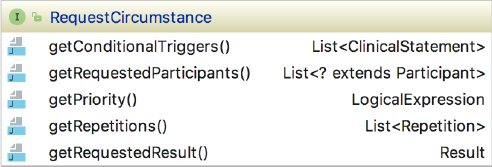 RequestCircumstance
getConditionalTriggers() List<ClinicalStatement>
getRequestedParticipants() List<? extends Participant>
getPriority() LogicalExpression
getRepetitions() List<Repetition>
getRequestedResult() Result